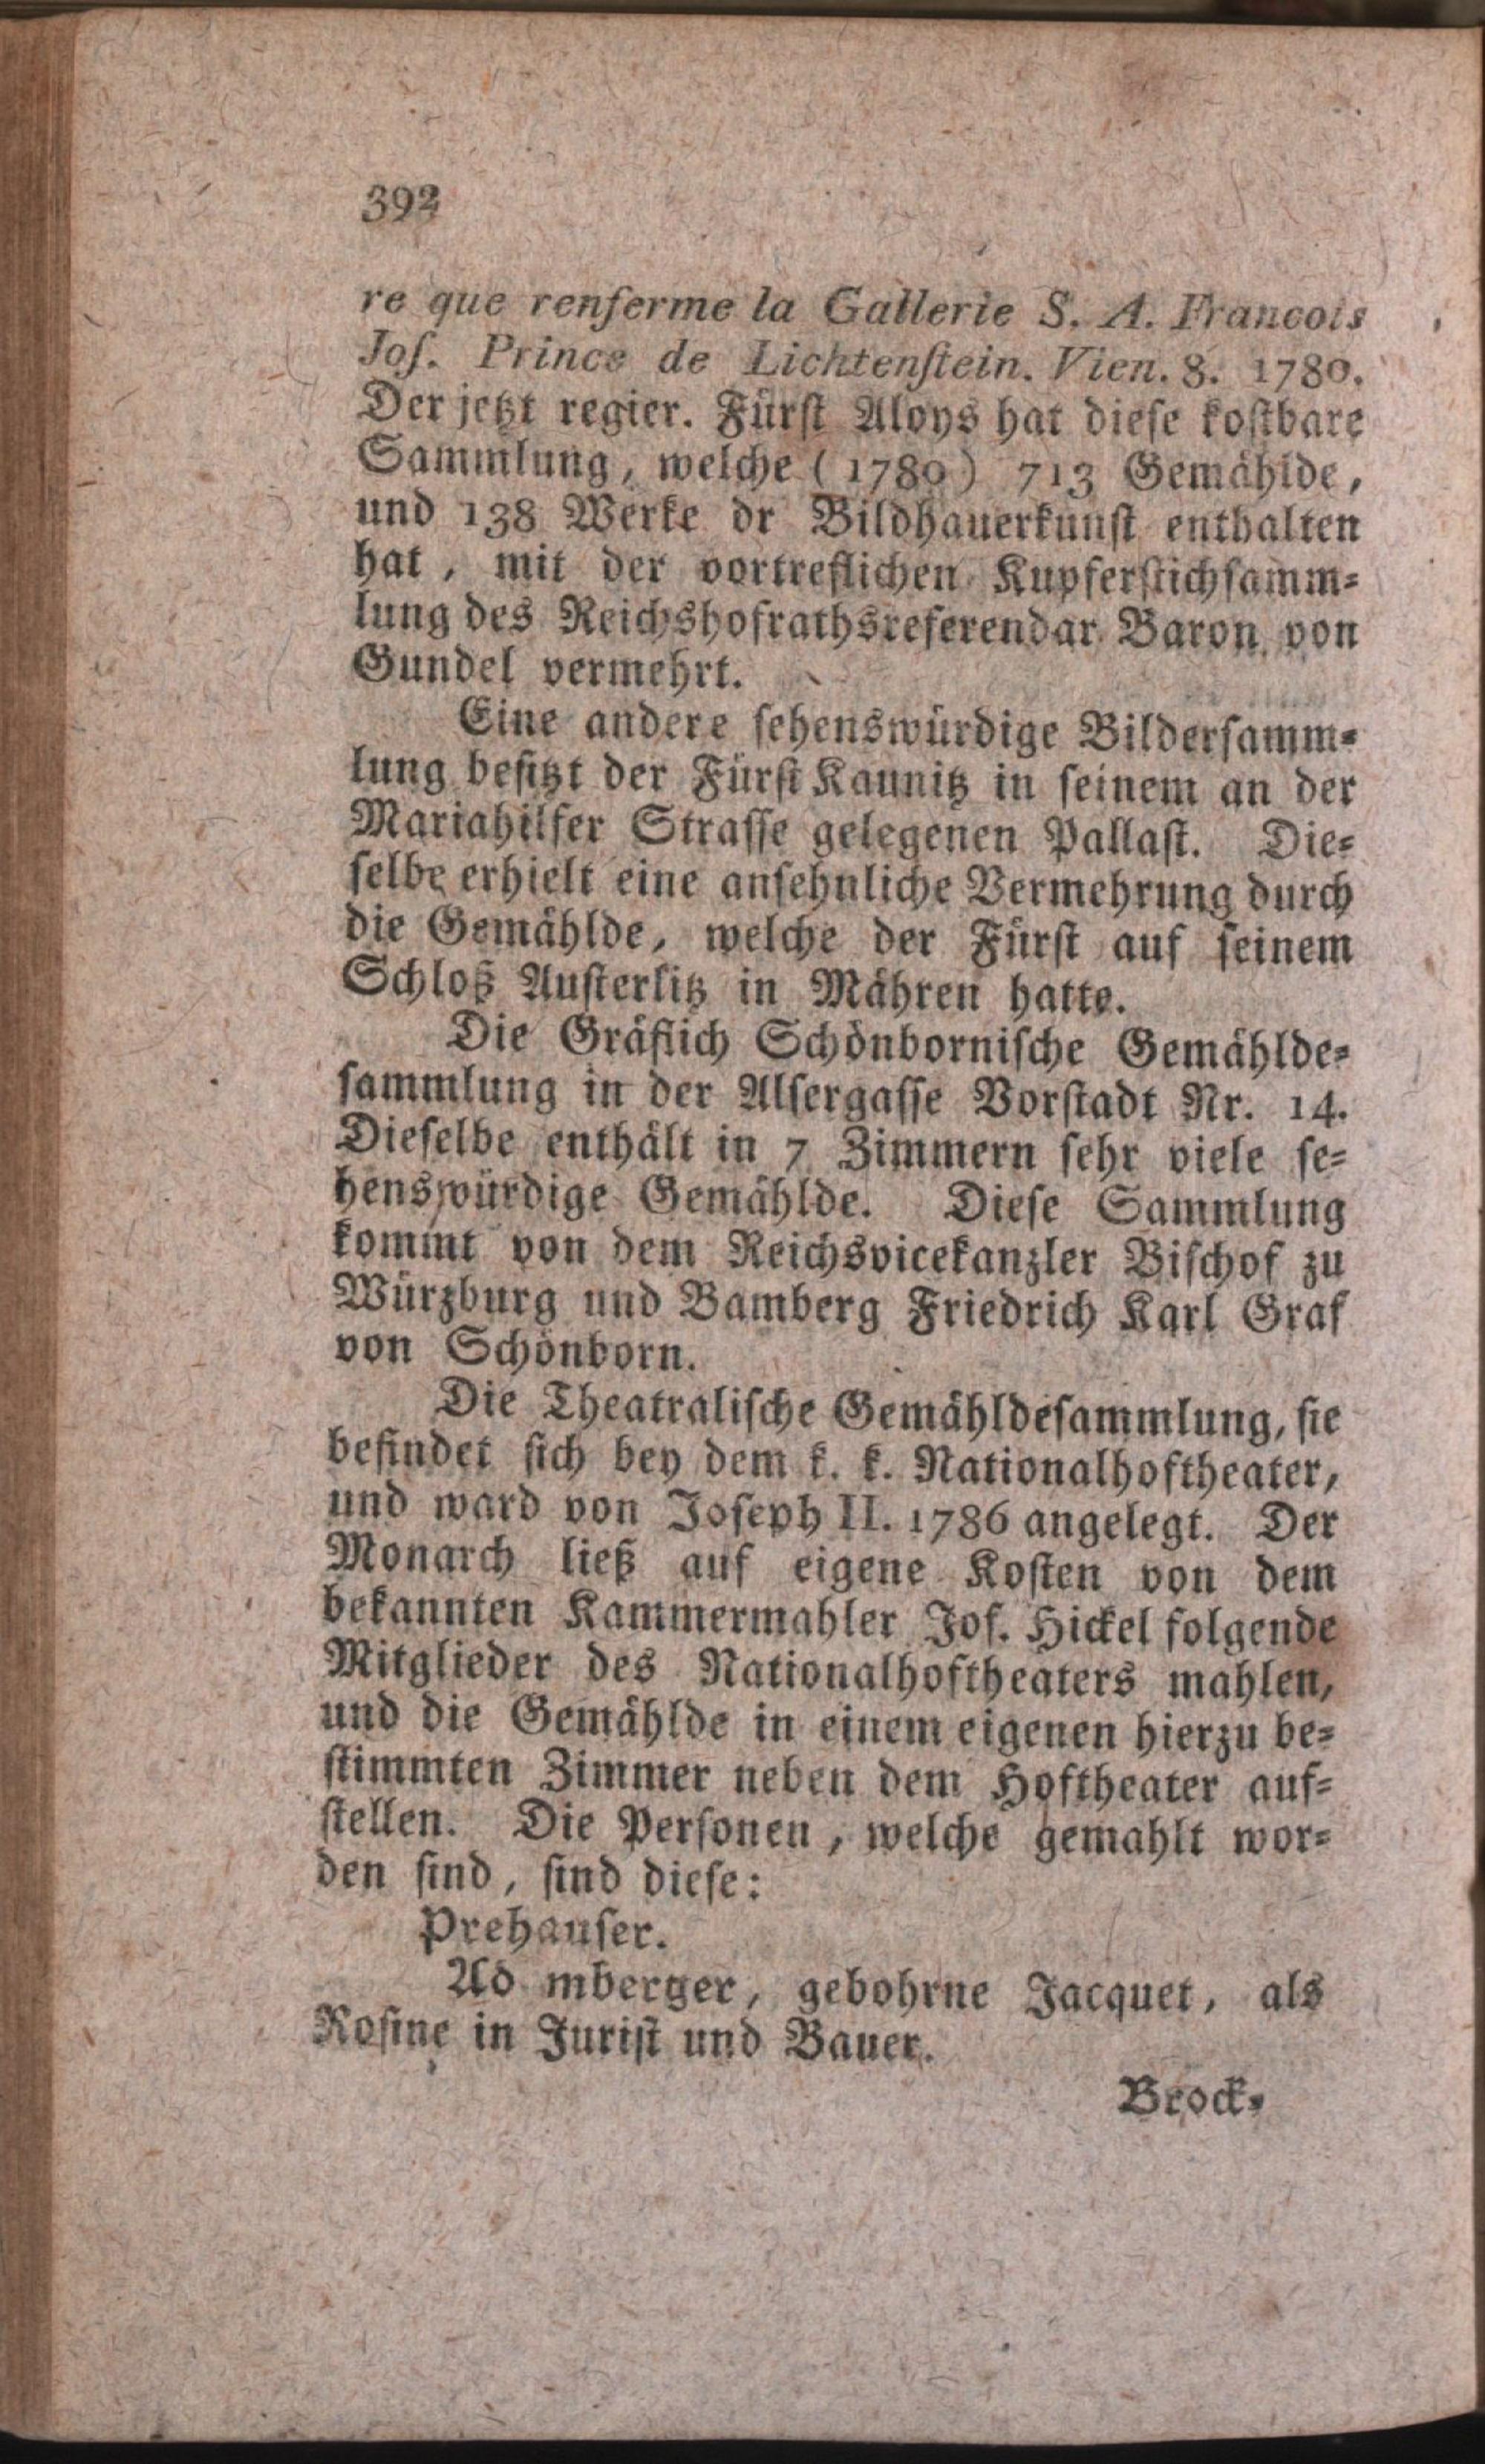 392
re que renferme la Gallerie S. A. Francois
Joſ. Prince de Lichtenſtein. Vien. 8. 1780.
Der jetzt regier. Fürſt Aloys hat dieſe koſtbare
Sammlung, welche (1780) 713 Gemählde,
und 138 Werke dr Bildhauerkunſt enthalten
hat, mit der vortreflichen Kupferſtichſamm⸗
lung des Reichshofrathsreferendar Baron von
Gundel vermehrt.
Eine andere ſehenswürdige Bilderſamm⸗
lung beſitzt der Fürſt Kaunitz in ſeinem an der
Mariahilfer Straſſe gelegenen Pallaſt. Die⸗
ſelbe erhielt eine anſehnliche Vermehrung durch
die Gemählde, welche der Fürſt auf ſeinem
Schloß Auſterlitz in Mähren hatte.
Die Gräflich Schönborniſche Gemählde⸗
ſammlung in der Alſergaſſe Vorſtadt Nr. 14.
Dieſelbe enthält in 7 Zimmern ſehr viele ſe⸗
henswürdige Gemählde. Dieſe Sammlung
kommt von dem Reichsvicekanzler Biſchof zu
Würzburg und Bamberg Friedrich Karl Graf
von Schönborn.
Die Theatraliſche Gemähldeſammlung, ſie
befindet ſich bey dem k. k. Nationalhoftheater,
und ward von Joſeph II. 1786 angelegt. Der
Monarch ließ auf eigene Koſten von dem
bekannten Kammermahler Joſ. Hickel folgende
Mitglieder des Nationalhoftheaters mahlen,
und die Gemählde in einem eigenen hierzu be⸗
ſtimmten Zimmer neben dem Hoftheater auf⸗
ſtellen. Die Perſonen, welche gemahlt wor⸗
den ſind, ſind dieſe:
Prehauſer.
Ad mberger, gebohrne Jacquet, als
Roſine in Juriſt und Bauer.
Brock⸗